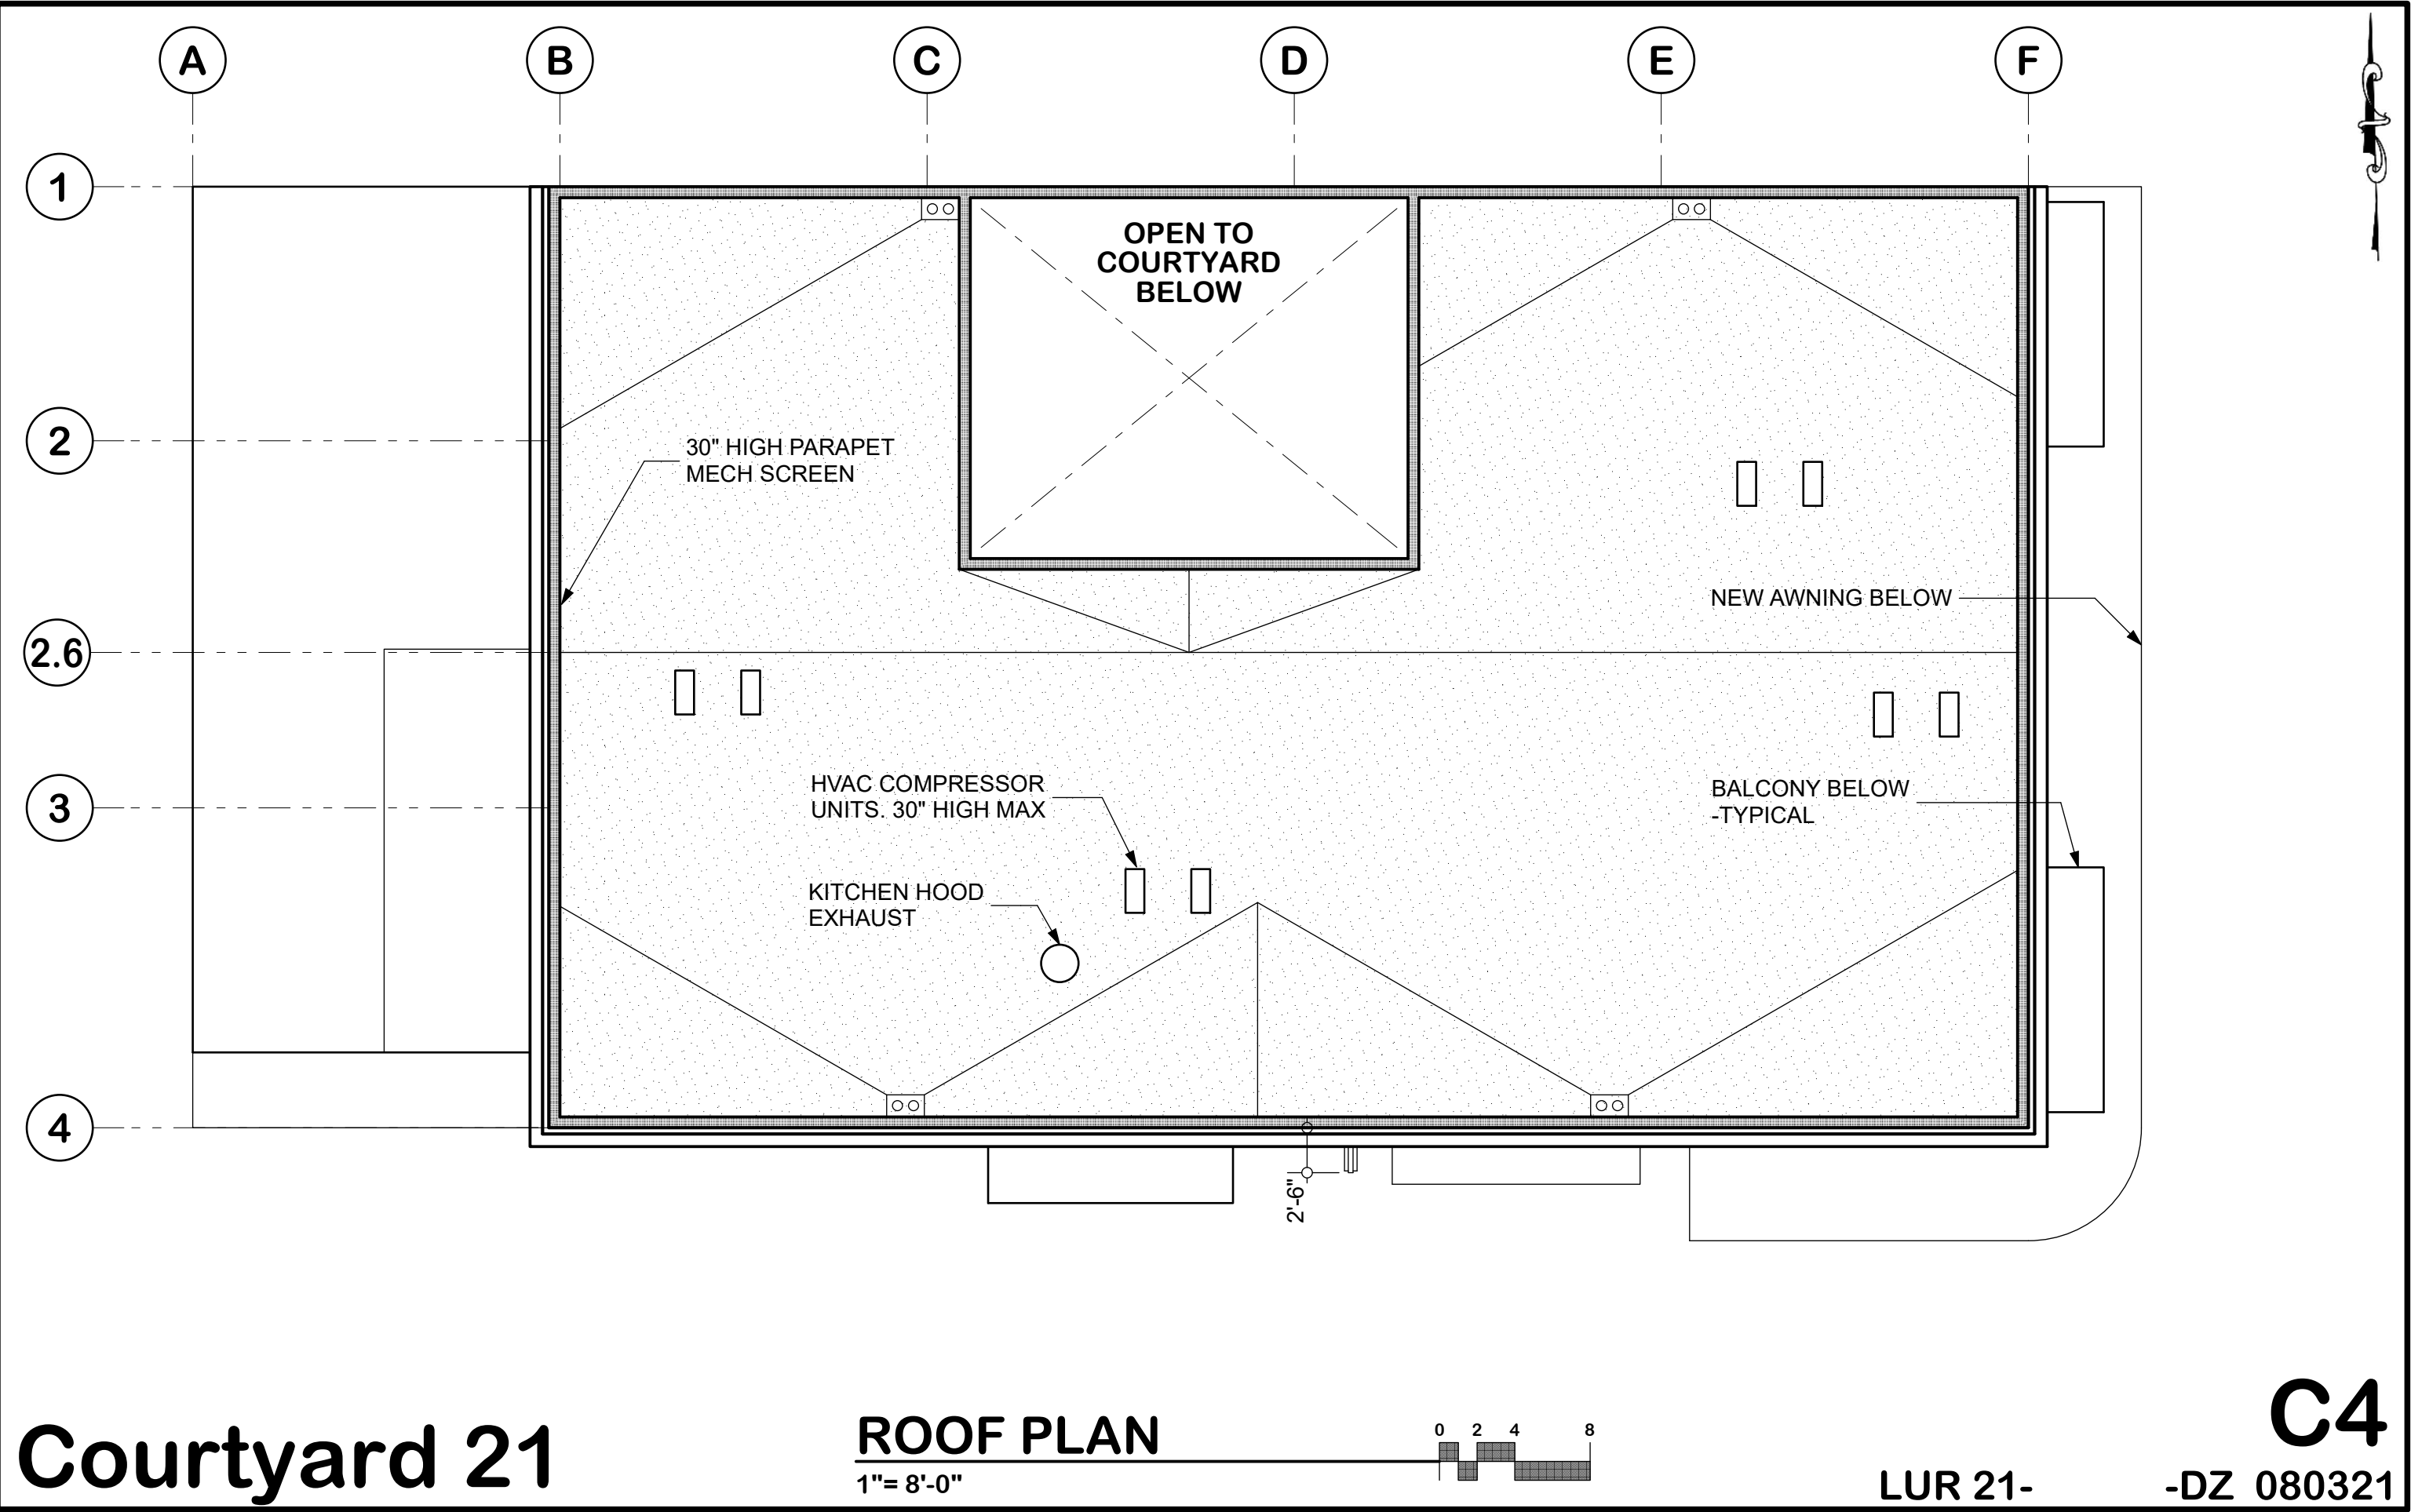 A
B
C
D
E
F
1
2
2.6
3
4
OPEN TO
COURTYARD
BELOW
30" HIGH PARAPET
MECH SCREEN
NEW AWNING BELOW
HVAC COMPRESSOR
UNITS. 30" HIGH MAX
BALCONY BELOW
-TYPICAL
KITCHEN HOOD
EXHAUST
2'-6"
Courtyard 21
ROOF PLAN
1"= 8'-0"
0 2 4 8
C4
LUR 21- -DZ 080321